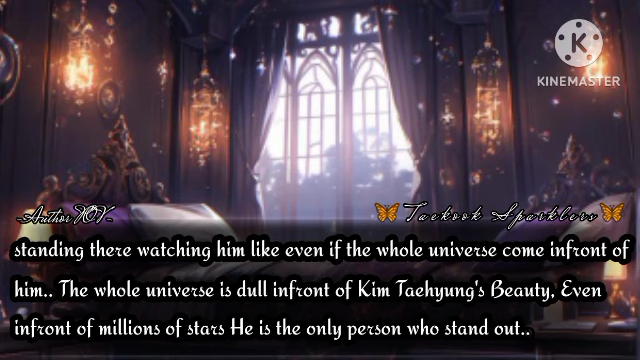 K
KINEMASTER
-Author POV-
🦋 Taekook Sparklers 🦋
standing there watching him like even if the whole universe come infront of
him.. The whole universe is dull infront of Kim Taehyung's Beauty, Even
infront of millions of stars He is the only person who stand out..